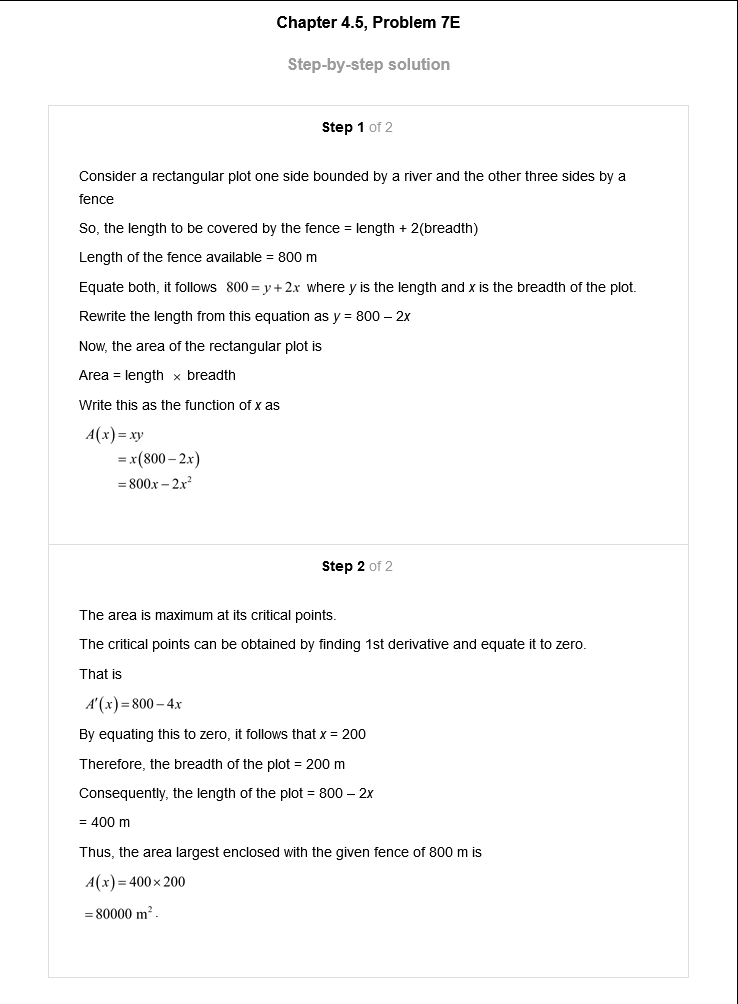 Chapter 4.5, Problem 7E
Step-by-step solution
Step 1 of 2
Consider a rectangular plot one side bounded by a river and the other three sides by a
fence
So, the length to be covered by the fence = length + 2(breadth)
Length of the fence available = 800 m
Equate both, it follows 800 = y + 2x where y is the length and x is the breadth of the plot.
Rewrite the length from this equation as y = 800 – 2x
Now, the area of the rectangular plot is
Area = length × breadth
Write this as the function of x as
A(x) = xy
= x(800 – 2x)
= 800x – 2x²
Step 2 of 2
The area is maximum at its critical points.
The critical points can be obtained by finding 1st derivative and equate it to zero.
That is
A′(x) = 800 – 4x
By equating this to zero, it follows that x = 200
Therefore, the breadth of the plot = 200 m
Consequently, the length of the plot = 800 – 2x
= 400 m
Thus, the area largest enclosed with the given fence of 800 m is
A(x) = 400 × 200
= 80000 m².